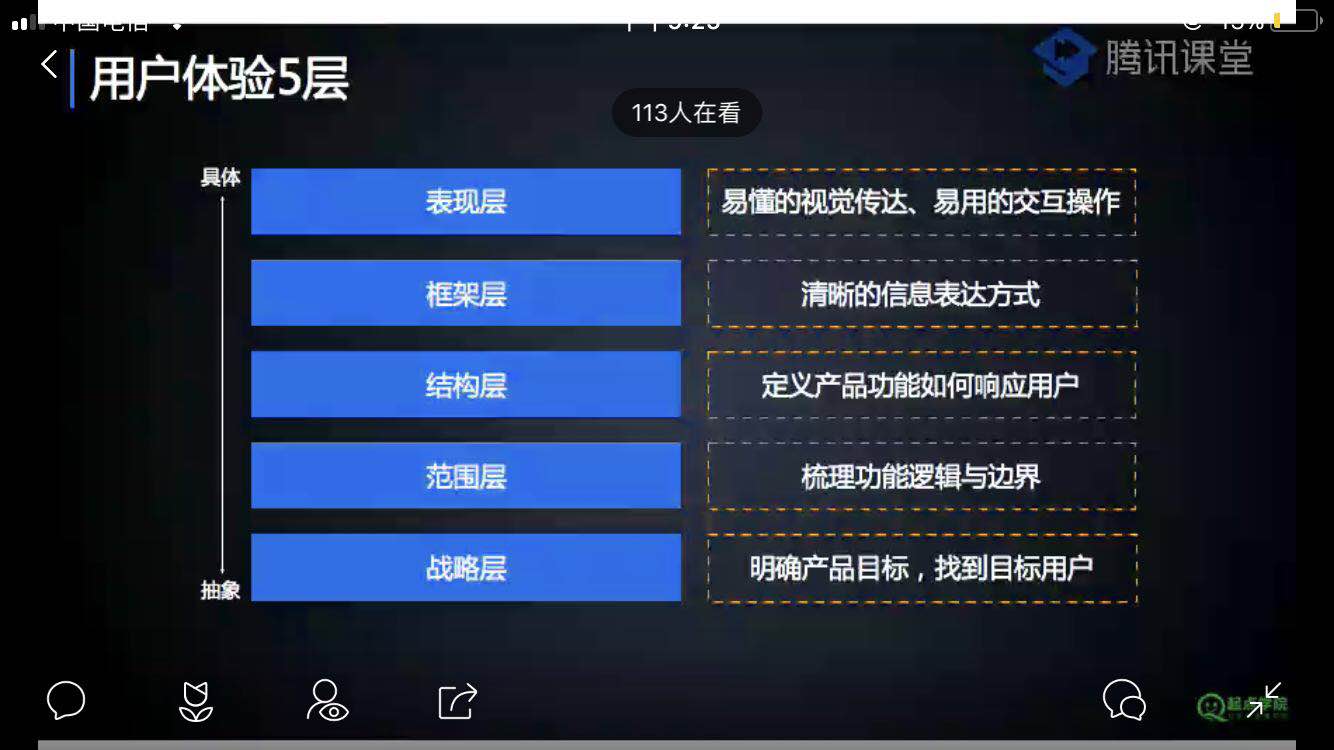 用户体验5层
腾讯课堂
113人在看
具体
表现层
易懂的视觉传达、易用的交互操作
框架层
清晰的信息表达方式
结构层
定义产品功能如何响应用户
范围层
梳理功能逻辑与边界
战略层
明确产品目标，找到目标用户
抽象
起点学院